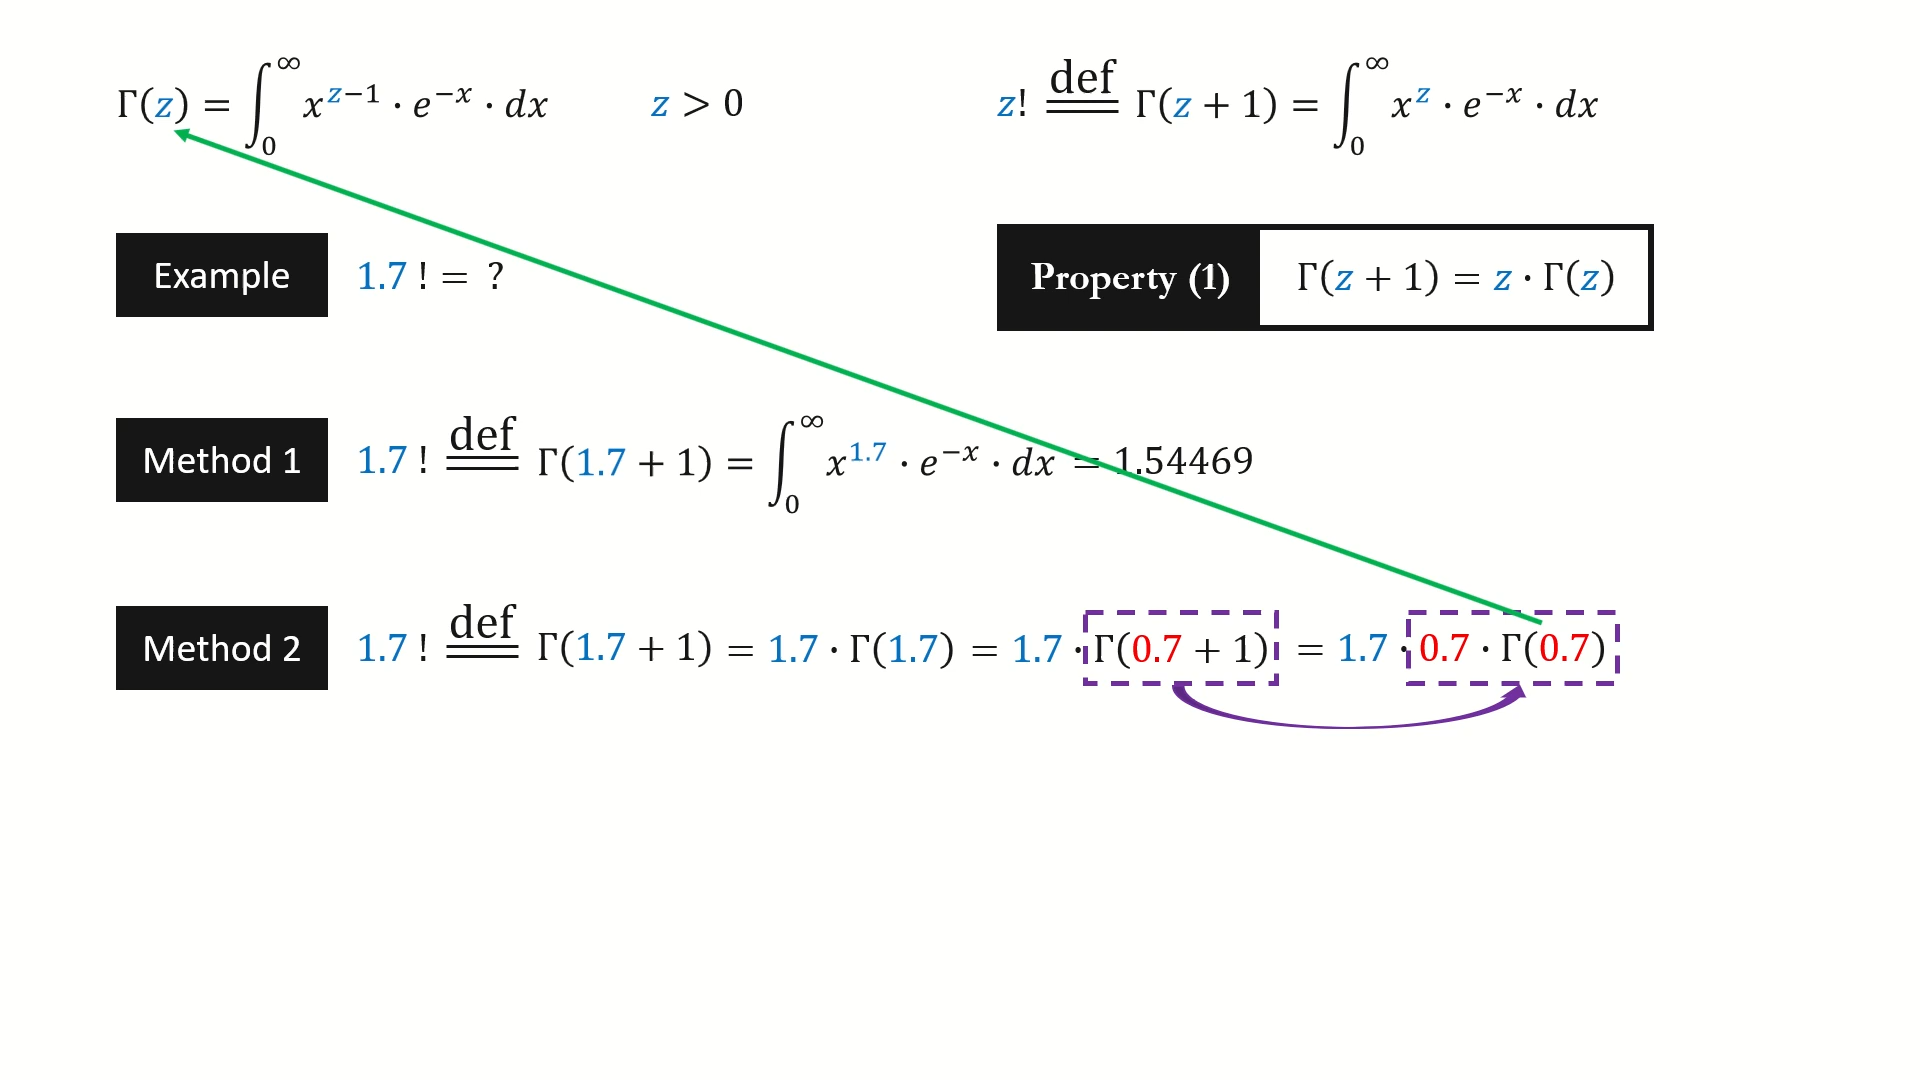 Γ(z) = ∫₀^∞ x^(z−1) · e^(−x) · dx z > 0 z! def Γ(z + 1) = ∫₀^∞ x^z · e^(−x) · dx
Example 1.7 ! = ? Property (1) Γ(z + 1) = z · Γ(z)
Method 1 1.7 ! def Γ(1.7 + 1) = ∫₀^∞ x^1.7 · e^(−x) · dx = 1.54469
Method 2 1.7 ! def Γ(1.7 + 1) = 1.7 · Γ(1.7) = 1.7 · Γ(0.7 + 1) = 1.7 · 0.7 · Γ(0.7)